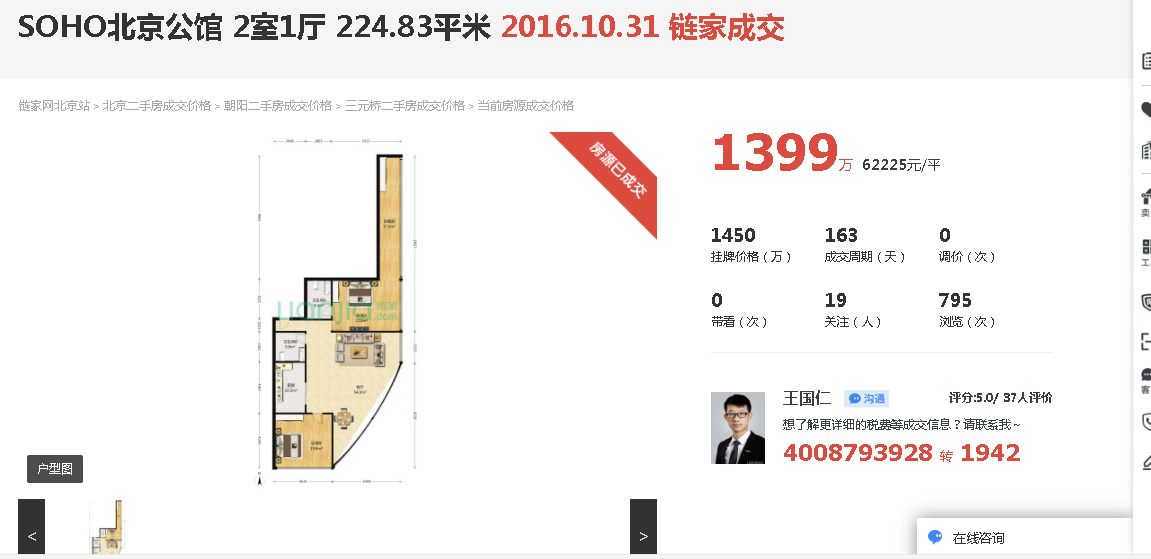 SOHO北京公馆 2室1厅 224.83平米 2016.10.31 链家成交
链家网北京站 > 北京二手房成交价格 > 朝阳二手房成交价格 > 三元桥二手房成交价格 > 当前房源成交价格
房源已成交
1399万 62225元/平
1450 163 0
挂牌价格（万） 成交周期（天） 调价（次）
0 19 795
带看（次） 关注（人） 浏览（次）
王国仁 沟通 评分:5.0/ 37人评价
想了解更详细的税费等成交信息？请联系我~
4008793928 转 1942
户型图
< >
在线咨询